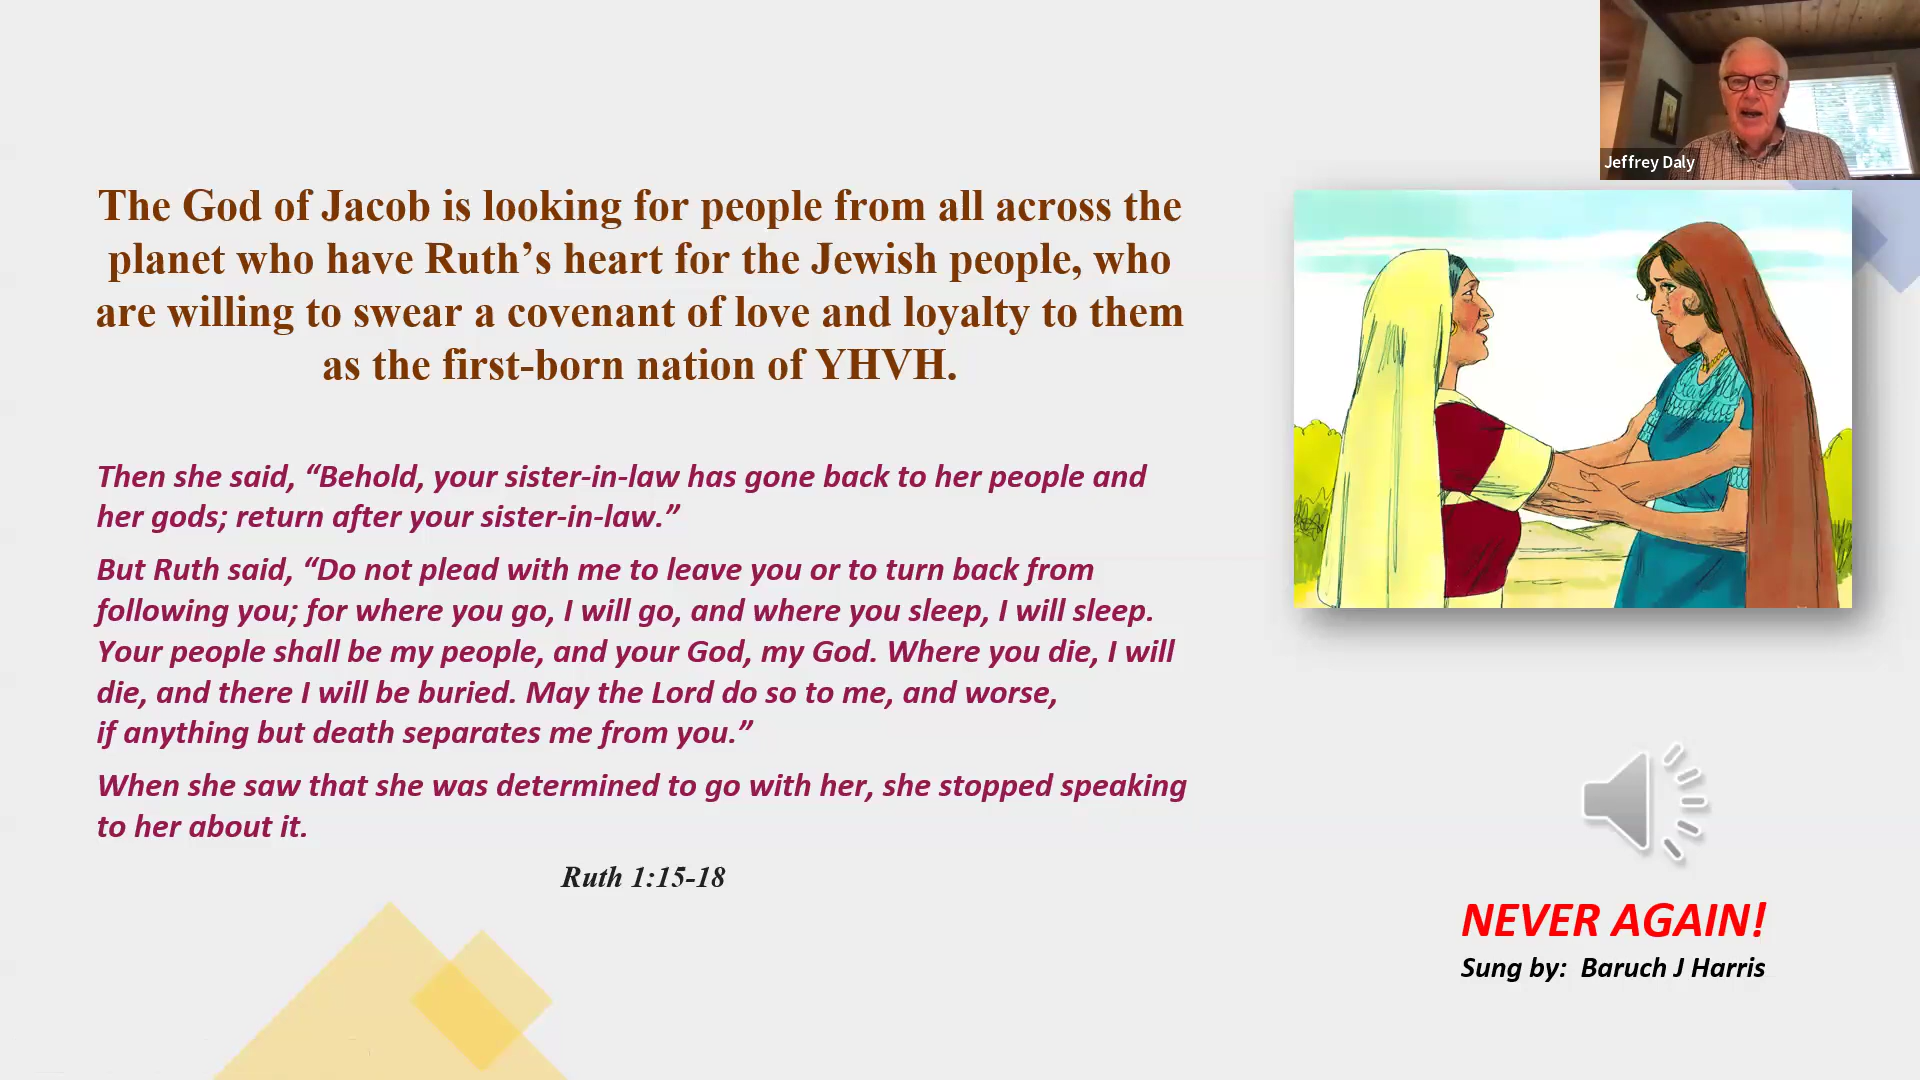 Jeffrey Daly
The God of Jacob is looking for people from all across the
planet who have Ruth’s heart for the Jewish people, who
are willing to swear a covenant of love and loyalty to them
as the first-born nation of YHVH.
Then she said, “Behold, your sister-in-law has gone back to her people and
her gods; return after your sister-in-law.”
But Ruth said, “Do not plead with me to leave you or to turn back from
following you; for where you go, I will go, and where you sleep, I will sleep.
Your people shall be my people, and your God, my God. Where you die, I will
die, and there I will be buried. May the Lord do so to me, and worse,
if anything but death separates me from you.”
When she saw that she was determined to go with her, she stopped speaking
to her about it.
Ruth 1:15-18
NEVER AGAIN!
Sung by: Baruch J Harris